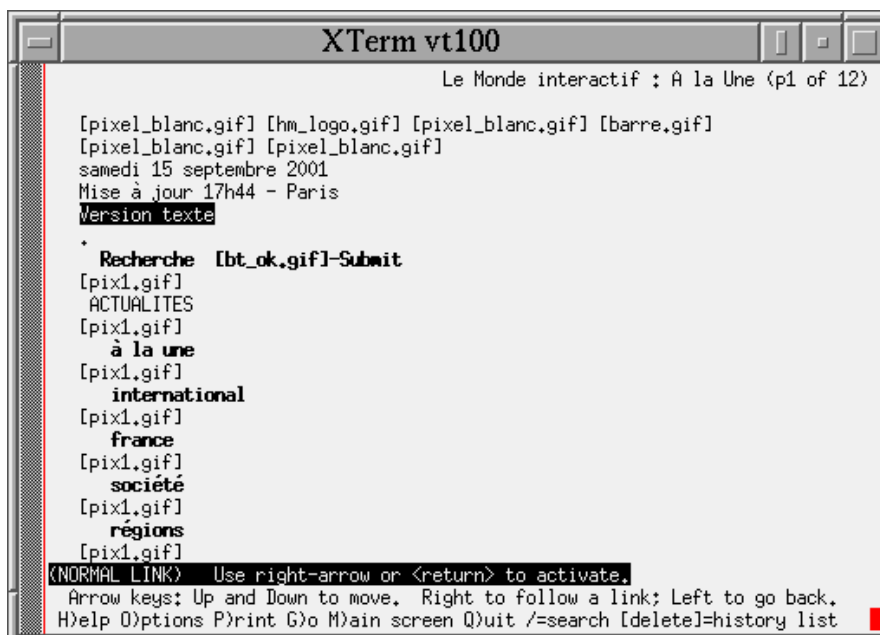 XTerm vt100
Le Monde interactif : A la Une (p1 of 12)
[pixel_blanc.gif] [hm_logo.gif] [pixel_blanc.gif] [barre.gif]
[pixel_blanc.gif] [pixel_blanc.gif]
samedi 15 septembre 2001
Mise à jour 17h44 - Paris
Version texte
.
Recherche [bt_ok.gif]-Submit
[pix1.gif]
ACTUALITES
[pix1.gif]
à la une
[pix1.gif]
international
[pix1.gif]
france
[pix1.gif]
société
[pix1.gif]
régions
[pix1.gif]
(NORMAL LINK) Use right-arrow or <return> to activate.
Arrow keys: Up and Down to move. Right to follow a link; Left to go back.
H)elp O)ptions P)rint G)o M)ain screen Q)uit /=search [delete]=history list